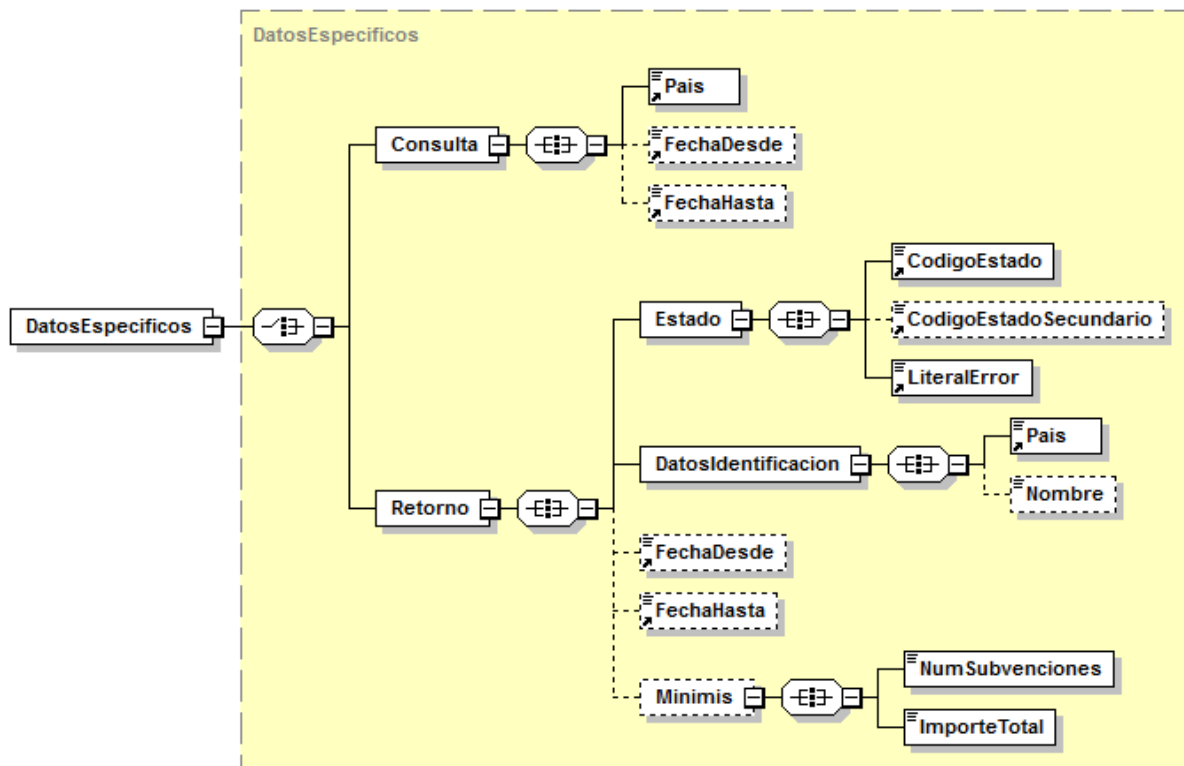 DatosEspecificos
Pais
Consulta
FechaDesde
FechaHasta
CodigoEstado
DatosEspecificos
Estado
CodigoEstadoSecundario
LiteralError
Pais
DatosIdentificacion
Nombre
Retorno
FechaDesde
FechaHasta
NumSubvenciones
Minimis
ImporteTotal